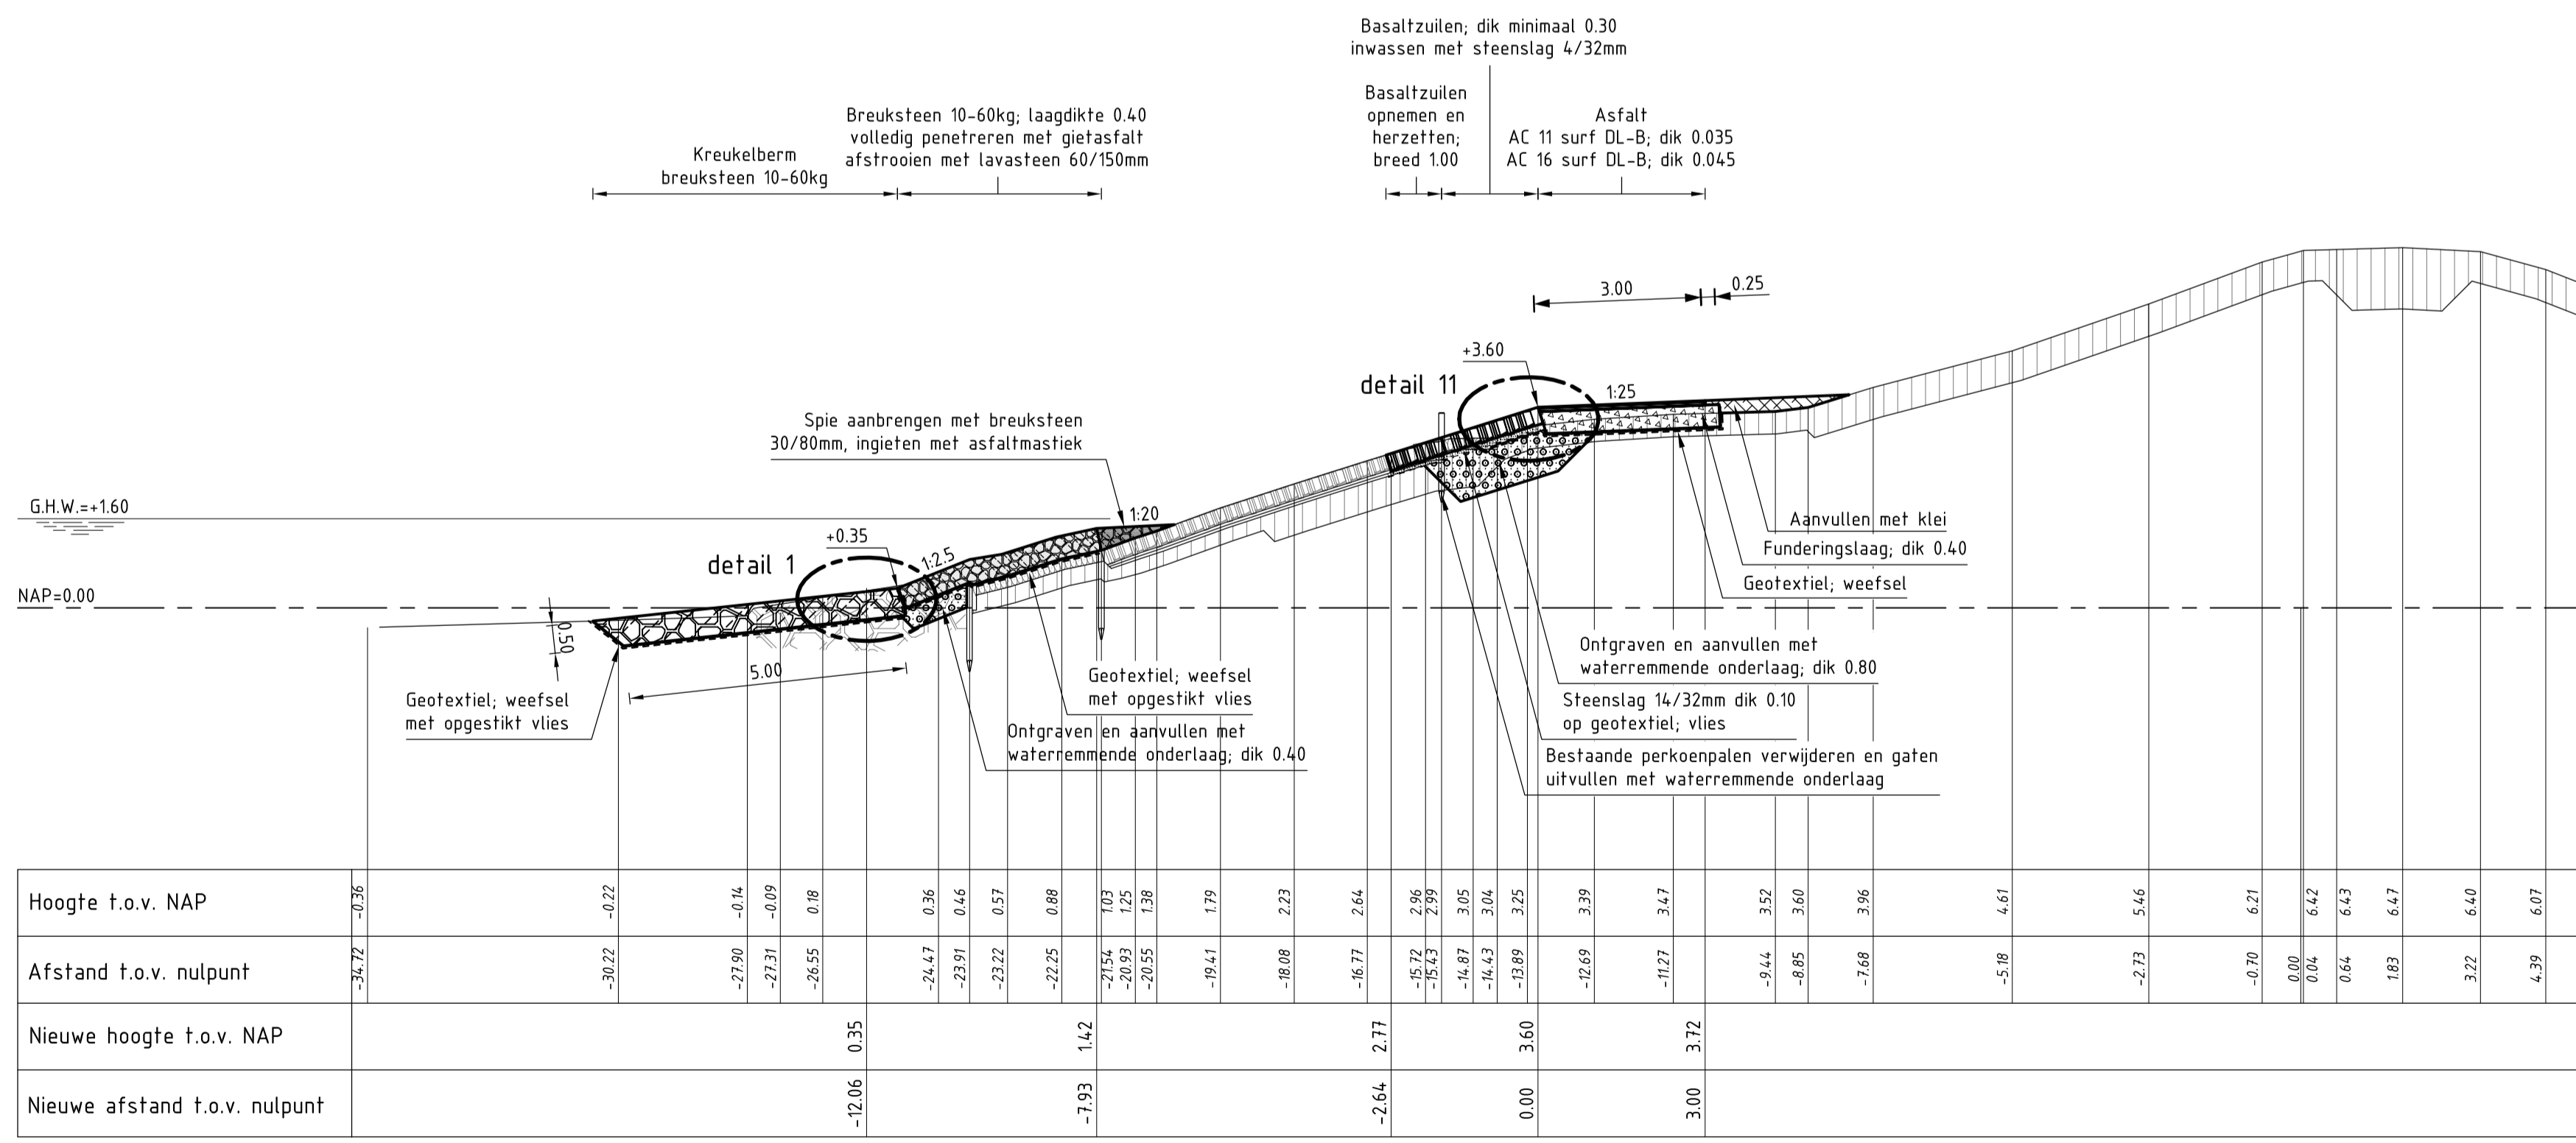 Basaltzuilen; dik minimaal 0.30
inwassen met steenslag 4/32mm
Basaltzuilen
opnemen en
herzetten;
breed 1.00
Breuksteen 10-60kg; laagdikte 0.40
volledig penetreren met gietasfalt
afstrooien met lavasteen 60/150mm
Asfalt
AC 11 surf DL-B; dik 0.035
AC 16 surf DL-B; dik 0.045
Kreukelberm
breuksteen 10-60kg
3.00
0.25
+3.60
detail 11
1:25
Spie aanbrengen met breuksteen
30/80mm, ingieten met asfaltmastiek
G.H.W.=+1.60
1:20
+0.35
detail 1
1:2.5
NAP=0.00
0.50
5.00
Aanvullen met klei
Funderingslaag; dik 0.40
Geotextiel; weefsel
Geotextiel; weefsel
met opgestikt vlies
Geotextiel; weefsel
met opgestikt vlies
Ontgraven en aanvullen met
waterremmende onderlaag; dik 0.40
Ontgraven en aanvullen met
waterremmende onderlaag; dik 0.80
Steenslag 14/32mm dik 0.10
op geotextiel; vlies
Bestaande perkoenpalen verwijderen en gaten
uitvullen met waterremmende onderlaag
Hoogte t.o.v. NAP -0.36 -0.22 -0.14 -0.09 0.18 0.36 0.46 0.57 0.88 1.03 1.25 1.38 1.79 2.23 2.64 2.96 2.99 3.05 3.04 3.25 3.39 3.47 3.52 3.60 3.96 4.61 5.46 6.21 6.42 6.43 6.47 6.40 6.07
Afstand t.o.v. nulpunt -34.72 -30.22 -27.90 -27.31 -26.55 -24.47 -23.91 -23.22 -22.25 -21.54 -20.93 -20.55 -19.41 -18.08 -16.77 -15.72 -15.43 -14.87 -14.43 -13.89 -12.69 -11.27 -9.44 -8.85 -7.68 -5.18 -2.73 -0.70 0.00 0.04 0.64 1.83 3.22 4.39
Nieuwe hoogte t.o.v. NAP 0.35 1.42 2.77 3.60 3.72
Nieuwe afstand t.o.v. nulpunt -12.06 -7.93 -2.64 0.00 3.00